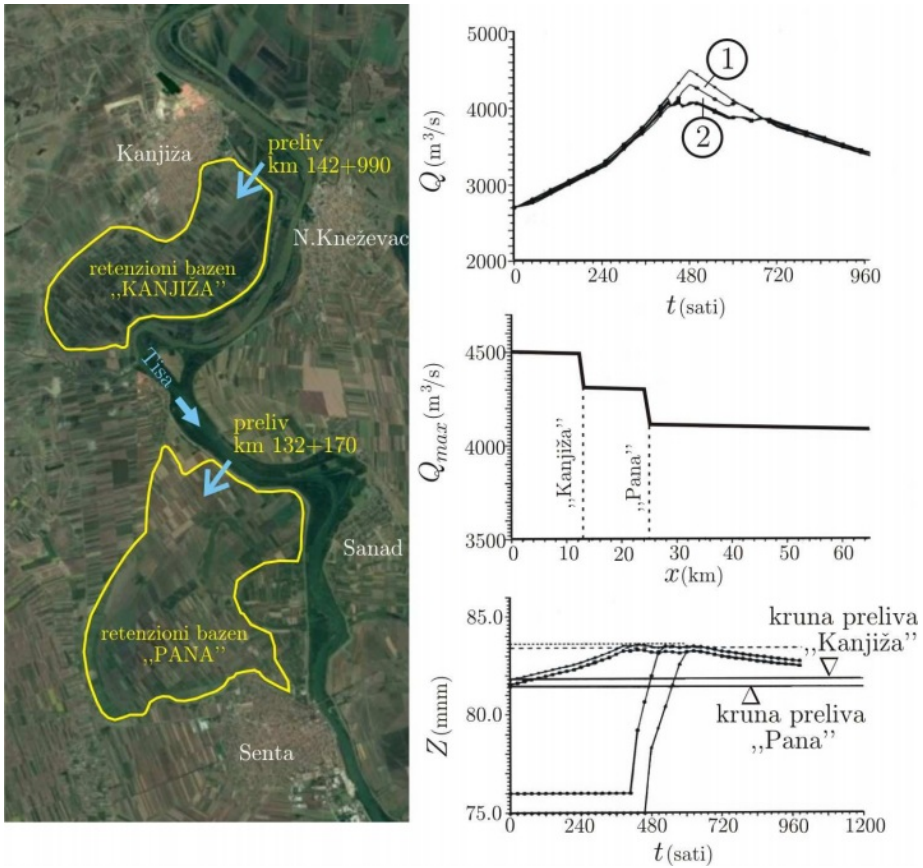 Kanjiža
preliv
km 142+990
N.Kneževac
retenzioni bazen
,,KANJIŽA''
Tisa
preliv
km 132+170
Sanad
retenzioni bazen
,,PANA''
Senta
5000
4000
3000
2000
Q (m³/s)
1
2
0
240
480
720
960
t (sati)
4500
4000
3500
Qmax (m³/s)
,,Kanjiža''
,,Pana''
0
10
20
30
40
50
60
x (km)
85.0
80.0
75.0
Z (mnm)
kruna preliva
,,Kanjiža''
kruna preliva
,,Pana''
0
240
480
720
960
1200
t (sati)